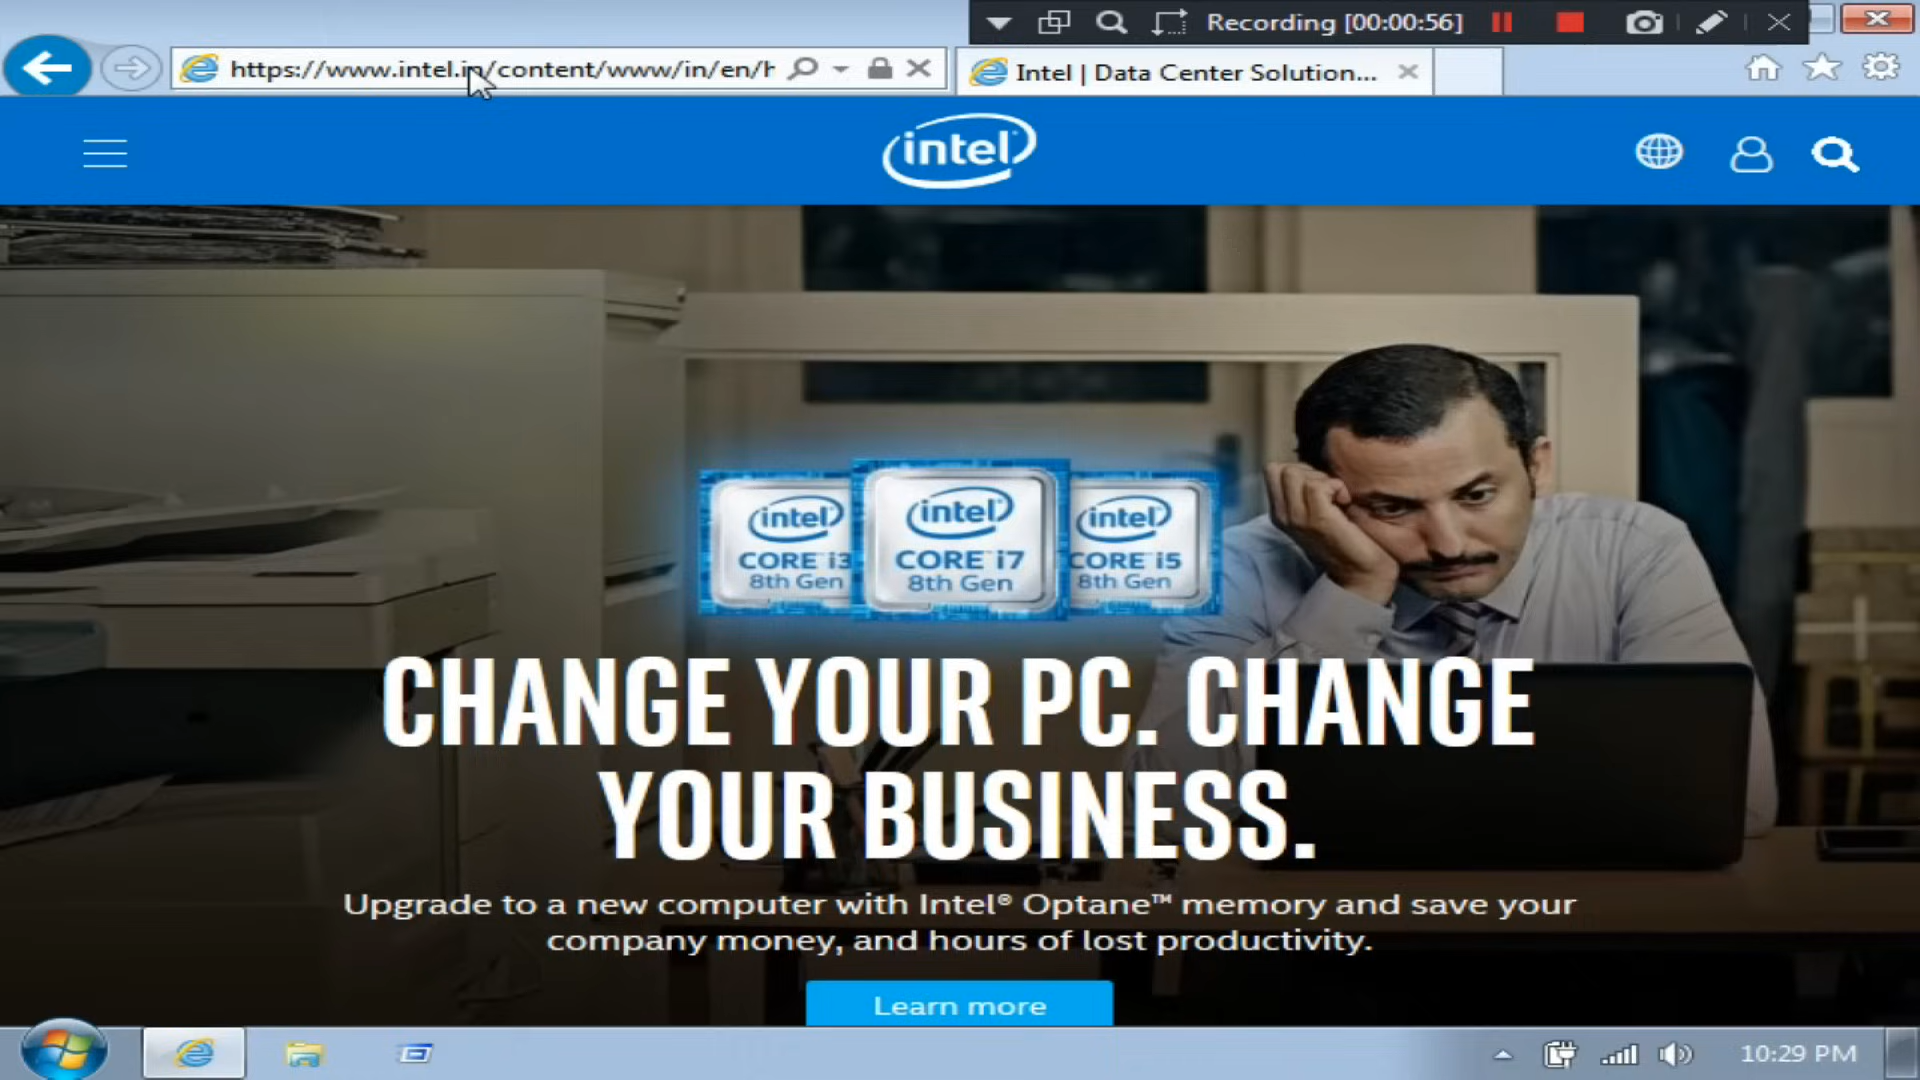 Recording [00:00:56]
https://www.intel.in/content/www/in/en/h
Intel | Data Center Solution...
intel
intel
CORE i3
8th Gen
intel
CORE i7
8th Gen
intel
CORE i5
8th Gen
CHANGE YOUR PC. CHANGE
YOUR BUSINESS.
Upgrade to a new computer with Intel® Optane™ memory and save your
company money, and hours of lost productivity.
Learn more
10:29 PM